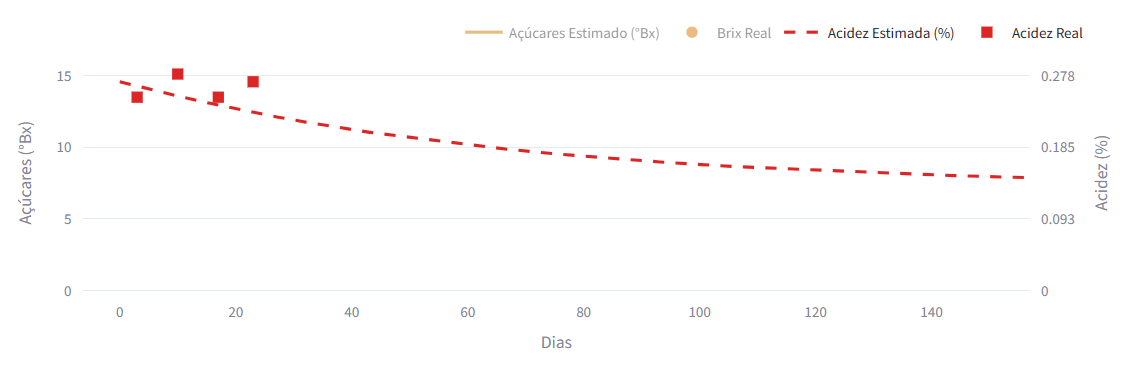 Açúcares Estimado (°Bx) Brix Real Acidez Estimada (%) Acidez Real
15 0.278
10 0.185
5 0.093
0 0
Açúcares (°Bx)
Acidez (%)
0 20 40 60 80 100 120 140
Dias